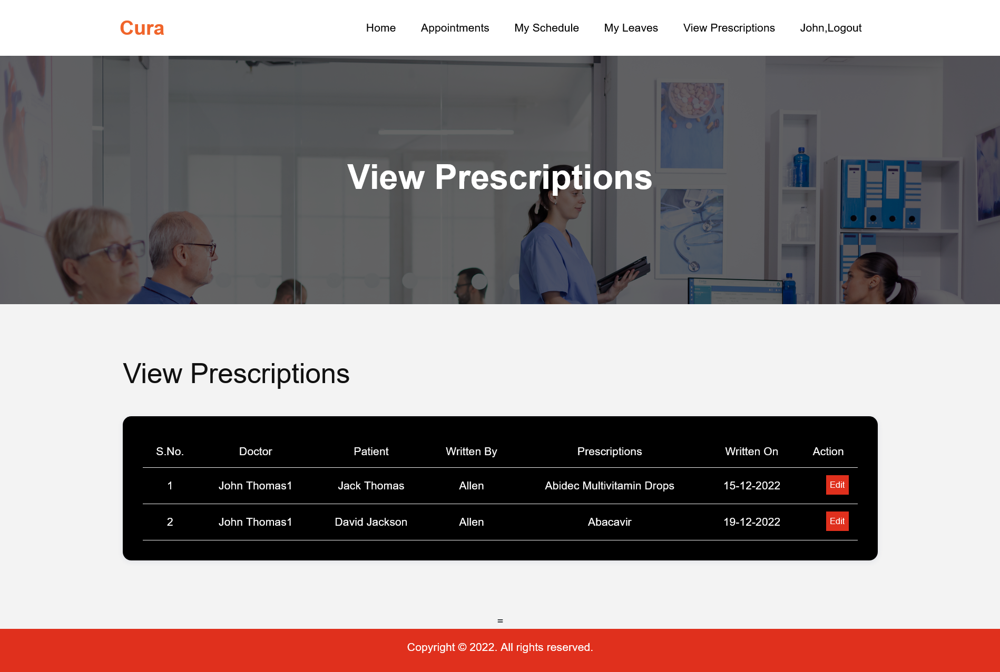 Cura
Home Appointments My Schedule My Leaves View Prescriptions John,Logout
View Prescriptions
View Prescriptions
S.No. Doctor Patient Written By Prescriptions Written On Action
1 John Thomas1 Jack Thomas Allen Abidec Multivitamin Drops 15-12-2022 Edit
2 John Thomas1 David Jackson Allen Abacavir 19-12-2022 Edit
=
Copyright © 2022. All rights reserved.